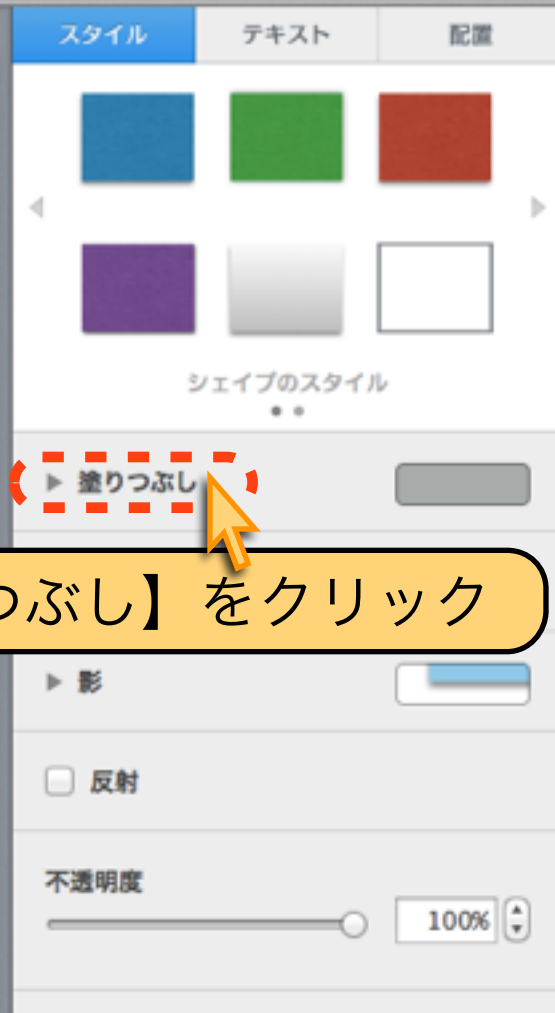 スタイル テキスト 配置
シェイプのスタイル
塗りつぶし
つぶし】をクリック
影
反射
不透明度
100%